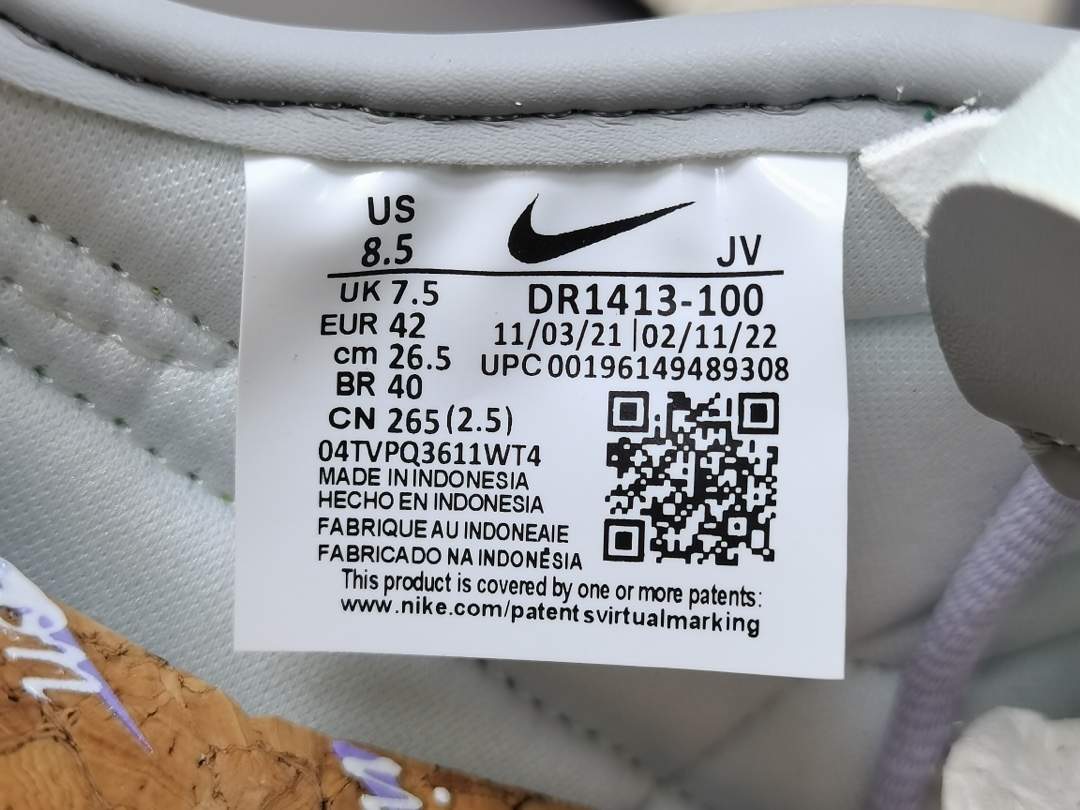 US
8.5
JV
UK 7.5
EUR 42
cm 26.5
BR 40
CN 265 (2.5)
DR1413-100
11/03/21 | 02/11/22
UPC 00196149489308
04TVPQ3611WT4
MADE IN INDONESIA
HECHO EN INDONESIA
FABRIQUE AU INDONEAIE
FABRICADO NA INDONÉSIA
This product is covered by one or more patents:
www.nike.com/patentsvirtualmarking